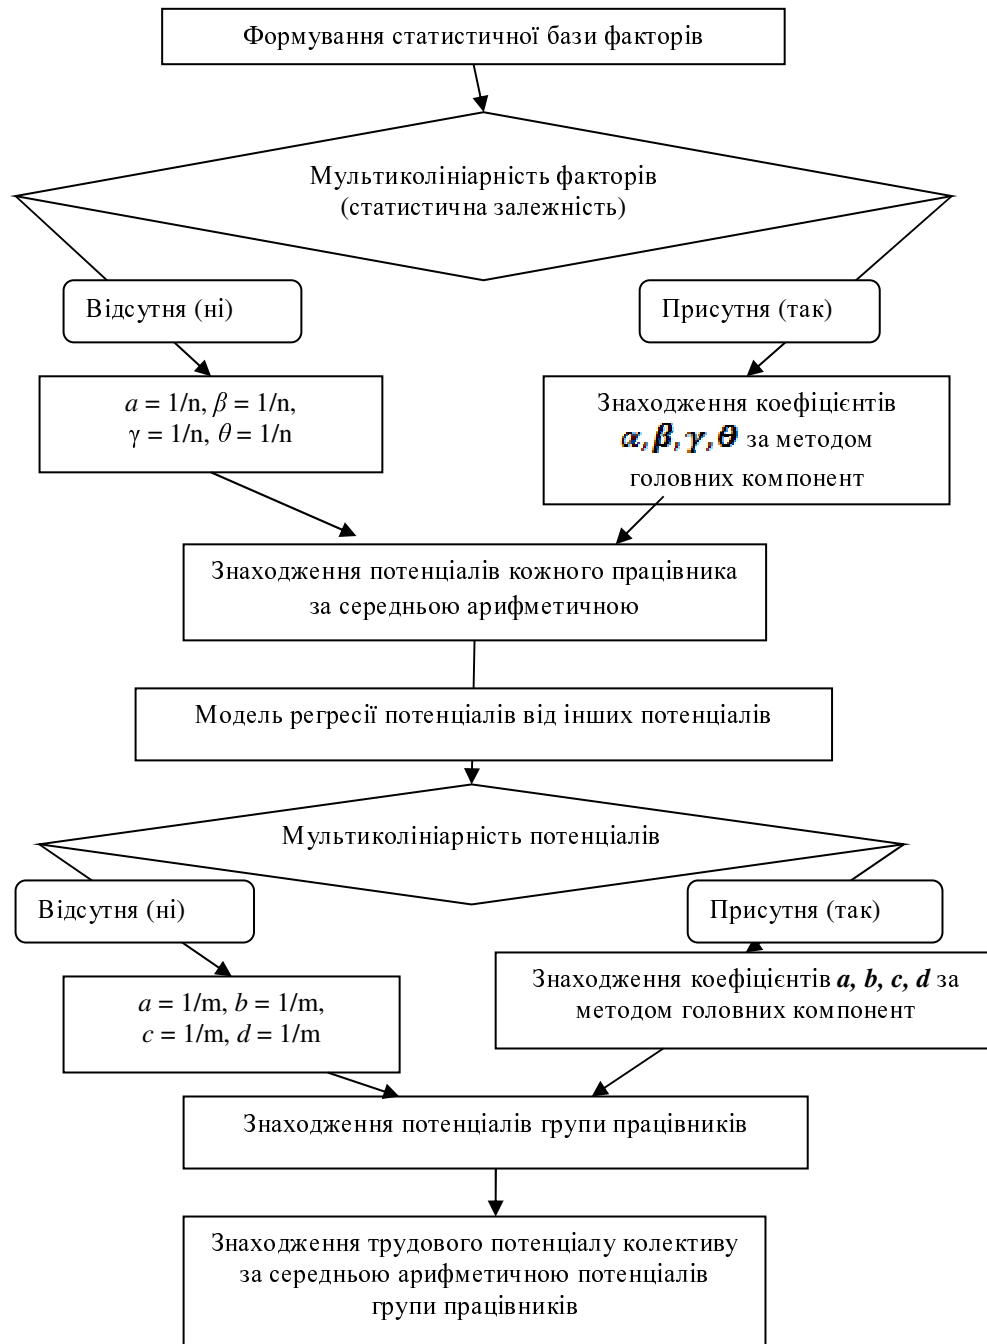 Формування статистичної бази факторів
Мультиколініарність факторів
(статистична залежність)
Відсутня (ні)
Присутня (так)
a = 1/n, β = 1/n,
γ = 1/n, θ = 1/n
Знаходження коефіцієнтів
α, β, γ, θ за методом
головних компонент
Знаходження потенціалів кожного працівника
за середньою арифметичною
Модель регресії потенціалів від інших потенціалів
Мультиколініарність потенціалів
Відсутня (ні)
Присутня (так)
a = 1/m, b = 1/m,
c = 1/m, d = 1/m
Знаходження коефіцієнтів a, b, c, d за
методом головних компонент
Знаходження потенціалів групи працівників
Знаходження трудового потенціалу колективу
за середньою арифметичною потенціалів
групи працівників